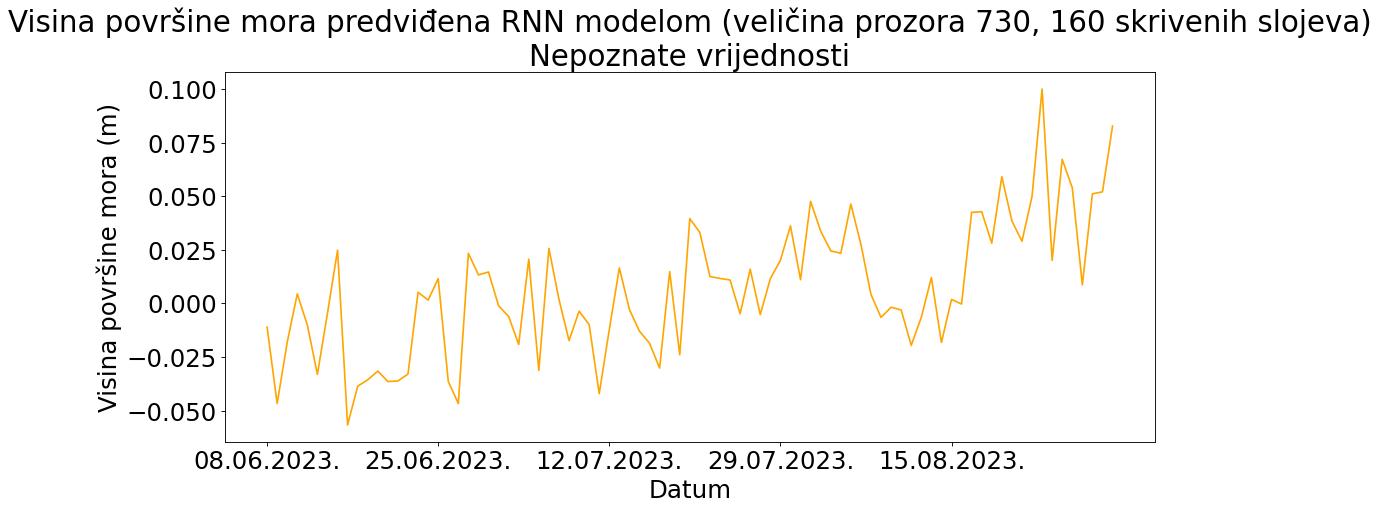 Visina površine mora predviđena RNN modelom (veličina prozora 730, 160 skrivenih slojeva)
Nepoznate vrijednosti
Visina površine mora (m)
0.100
0.075
0.050
0.025
0.000
−0.025
−0.050
08.06.2023. 25.06.2023. 12.07.2023. 29.07.2023. 15.08.2023.
Datum